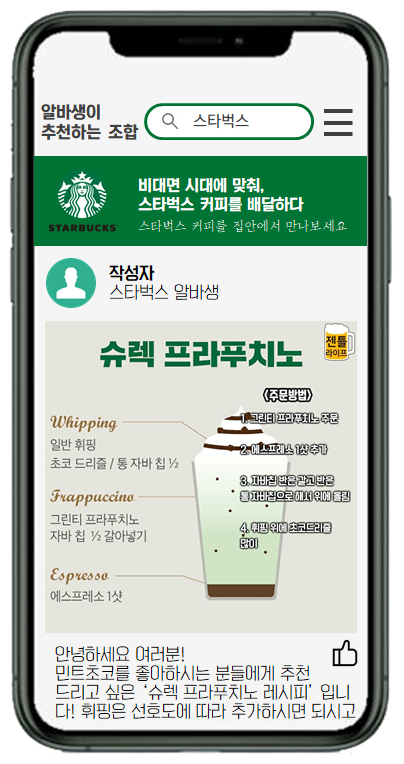 알바생이
추천하는 조합
스타벅스
비대면 시대에 맞춰,
스타벅스 커피를 배달하다
스타벅스 커피를 집안에서 만나보세요
STARBUCKS
작성자
스타벅스 알바생
슈렉 프라푸치노
젠틀
라이프
<주문방법>
1. 그린티 프라푸치노 주문
2. 에스프레소 1샷 추가
3. 자바칩 반은 갈고 반은
통 자바칩으로 해서 위에 올림
4. 휘핑 위에 초코드리즐
많이
Whipping
일반 휘핑
초코 드리즐 / 통 자바 칩 ½
Frappuccino
그린티 프라푸치노
자바 칩 ½ 갈아넣기
Espresso
에스프레소 1샷
안녕하세요 여러분!
민트초코를 좋아하시는 분들에게 추천
드리고 싶은 ‘슈렉 프라푸치노 레시피’ 입니
다! 휘핑은 선호도에 따라 추가하시면 되시고